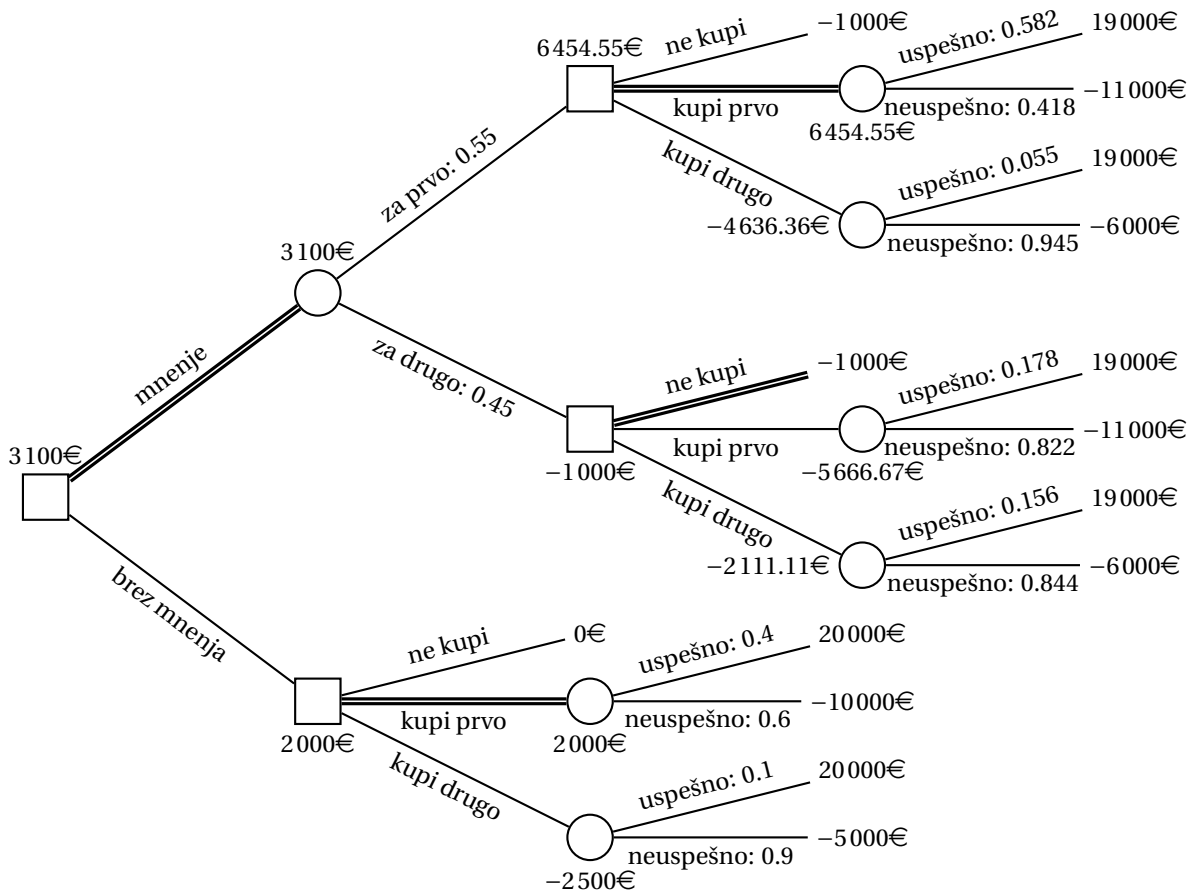 −1000€
ne kupi
6454.55€
uspešno: 0.582
19000€
kupi prvo
neuspešno: 0.418
−11000€
6454.55€
za prvo: 0.55
kupi drugo
uspešno: 0.055
19000€
−4636.36€
neuspešno: 0.945
−6000€
3100€
mnenje
za drugo: 0.45
ne kupi
−1000€
uspešno: 0.178
19000€
kupi prvo
neuspešno: 0.822
−11000€
−1000€
−5666.67€
3100€
kupi drugo
uspešno: 0.156
19000€
−2111.11€
neuspešno: 0.844
−6000€
brez mnenja
ne kupi
0€
uspešno: 0.4
20000€
kupi prvo
neuspešno: 0.6
−10000€
2000€
2000€
kupi drugo
uspešno: 0.1
20000€
neuspešno: 0.9
−5000€
−2500€